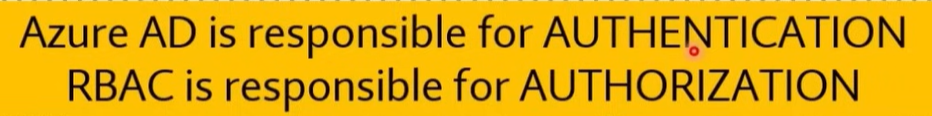 Azure AD is responsible for AUTHENTICATION
RBAC is responsible for AUTHORIZATION